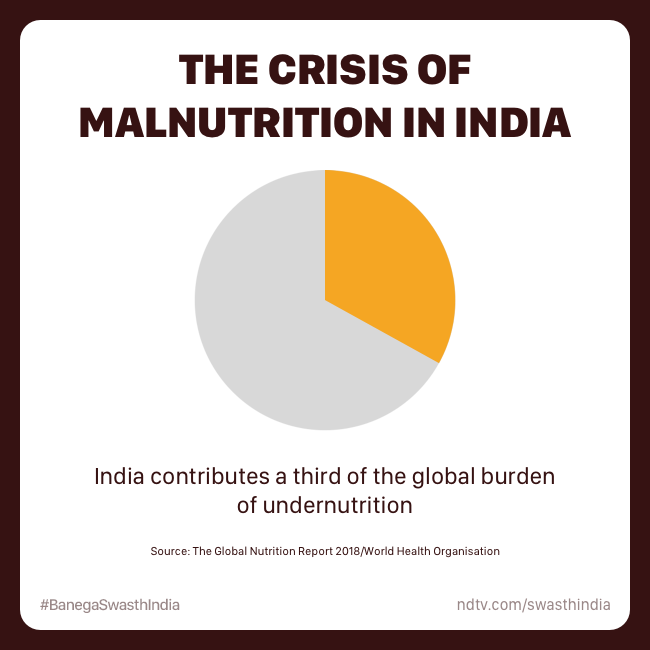 THE CRISIS OF
MALNUTRITION IN INDIA
India contributes a third of the global burden
of undernutrition
Source: The Global Nutrition Report 2018/World Health Organisation
#BanegaSwasthIndia
ndtv.com/swasthindia